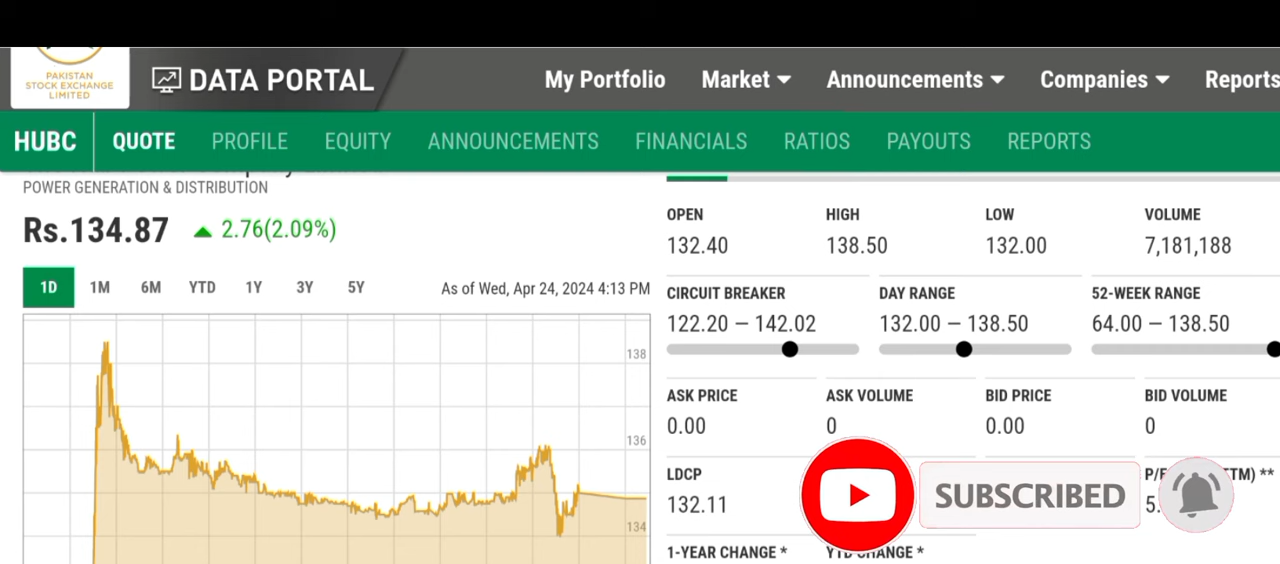 PAKISTAN
STOCK EXCHANGE
LIMITED
DATA PORTAL
My Portfolio Market Announcements Companies Reports
HUBC QUOTE PROFILE EQUITY ANNOUNCEMENTS FINANCIALS RATIOS PAYOUTS REPORTS
POWER GENERATION & DISTRIBUTION
Rs.134.87 2.76(2.09%)
1D 1M 6M YTD 1Y 3Y 5Y As of Wed, Apr 24, 2024 4:13 PM
138
136
134
OPEN HIGH LOW VOLUME
132.40 138.50 132.00 7,181,188
CIRCUIT BREAKER DAY RANGE 52-WEEK RANGE
122.20 — 142.02 132.00 — 138.50 64.00 — 138.50
ASK PRICE ASK VOLUME BID PRICE BID VOLUME
0.00 0 0.00 0
LDCP
132.11
SUBSCRIBED
1-YEAR CHANGE * YTD CHANGE *